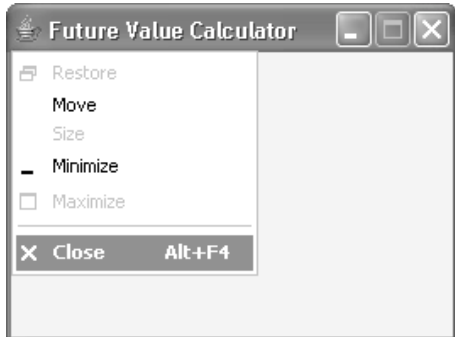 Future Value Calculator
Restore
Move
Size
Minimize
Maximize
Close Alt+F4